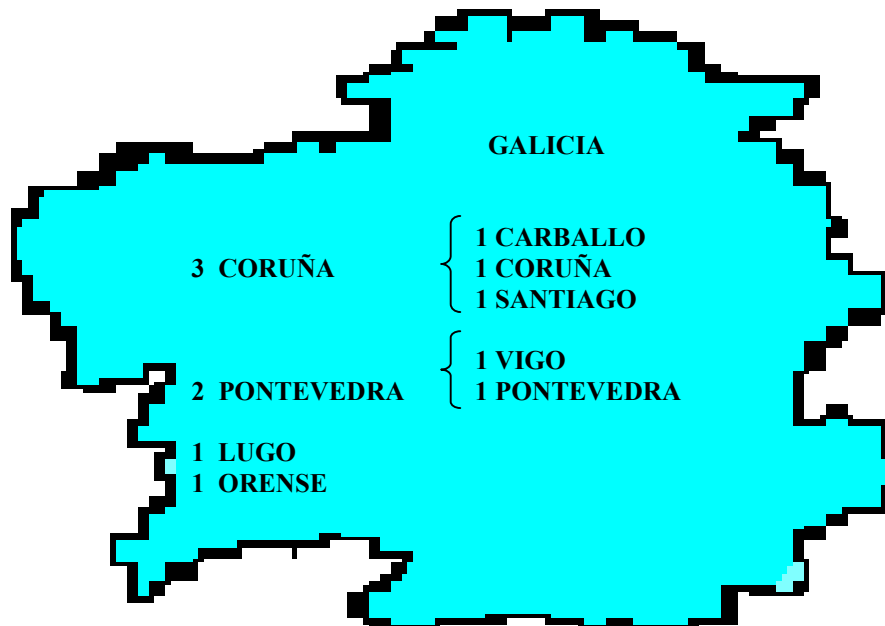 GALICIA
3 CORUÑA
1 CARBALLO
1 CORUÑA
1 SANTIAGO
2 PONTEVEDRA
1 VIGO
1 PONTEVEDRA
1 LUGO
1 ORENSE